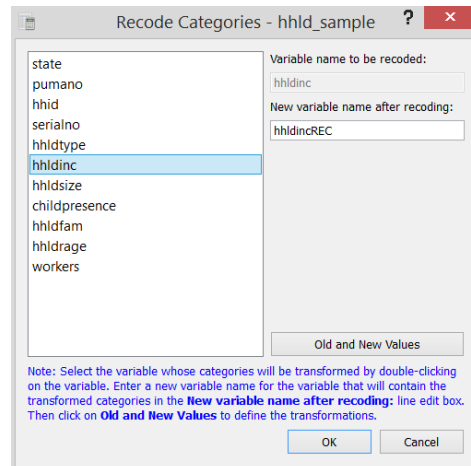 Recode Categories - hhld_sample ? ×
state
pumano
hhid
serialno
hhldtype
hhldinc
hhldsize
childpresence
hhldfam
hhldrage
workers
Variable name to be recoded:
hhldinc
New variable name after recoding:
hhldincREC
Old and New Values
Note: Select the variable whose categories will be transformed by double-clicking
on the variable. Enter a new variable name for the variable that will contain the
transformed categories in the New variable name after recoding: line edit box.
Then click on Old and New Values to define the transformations.
OK Cancel